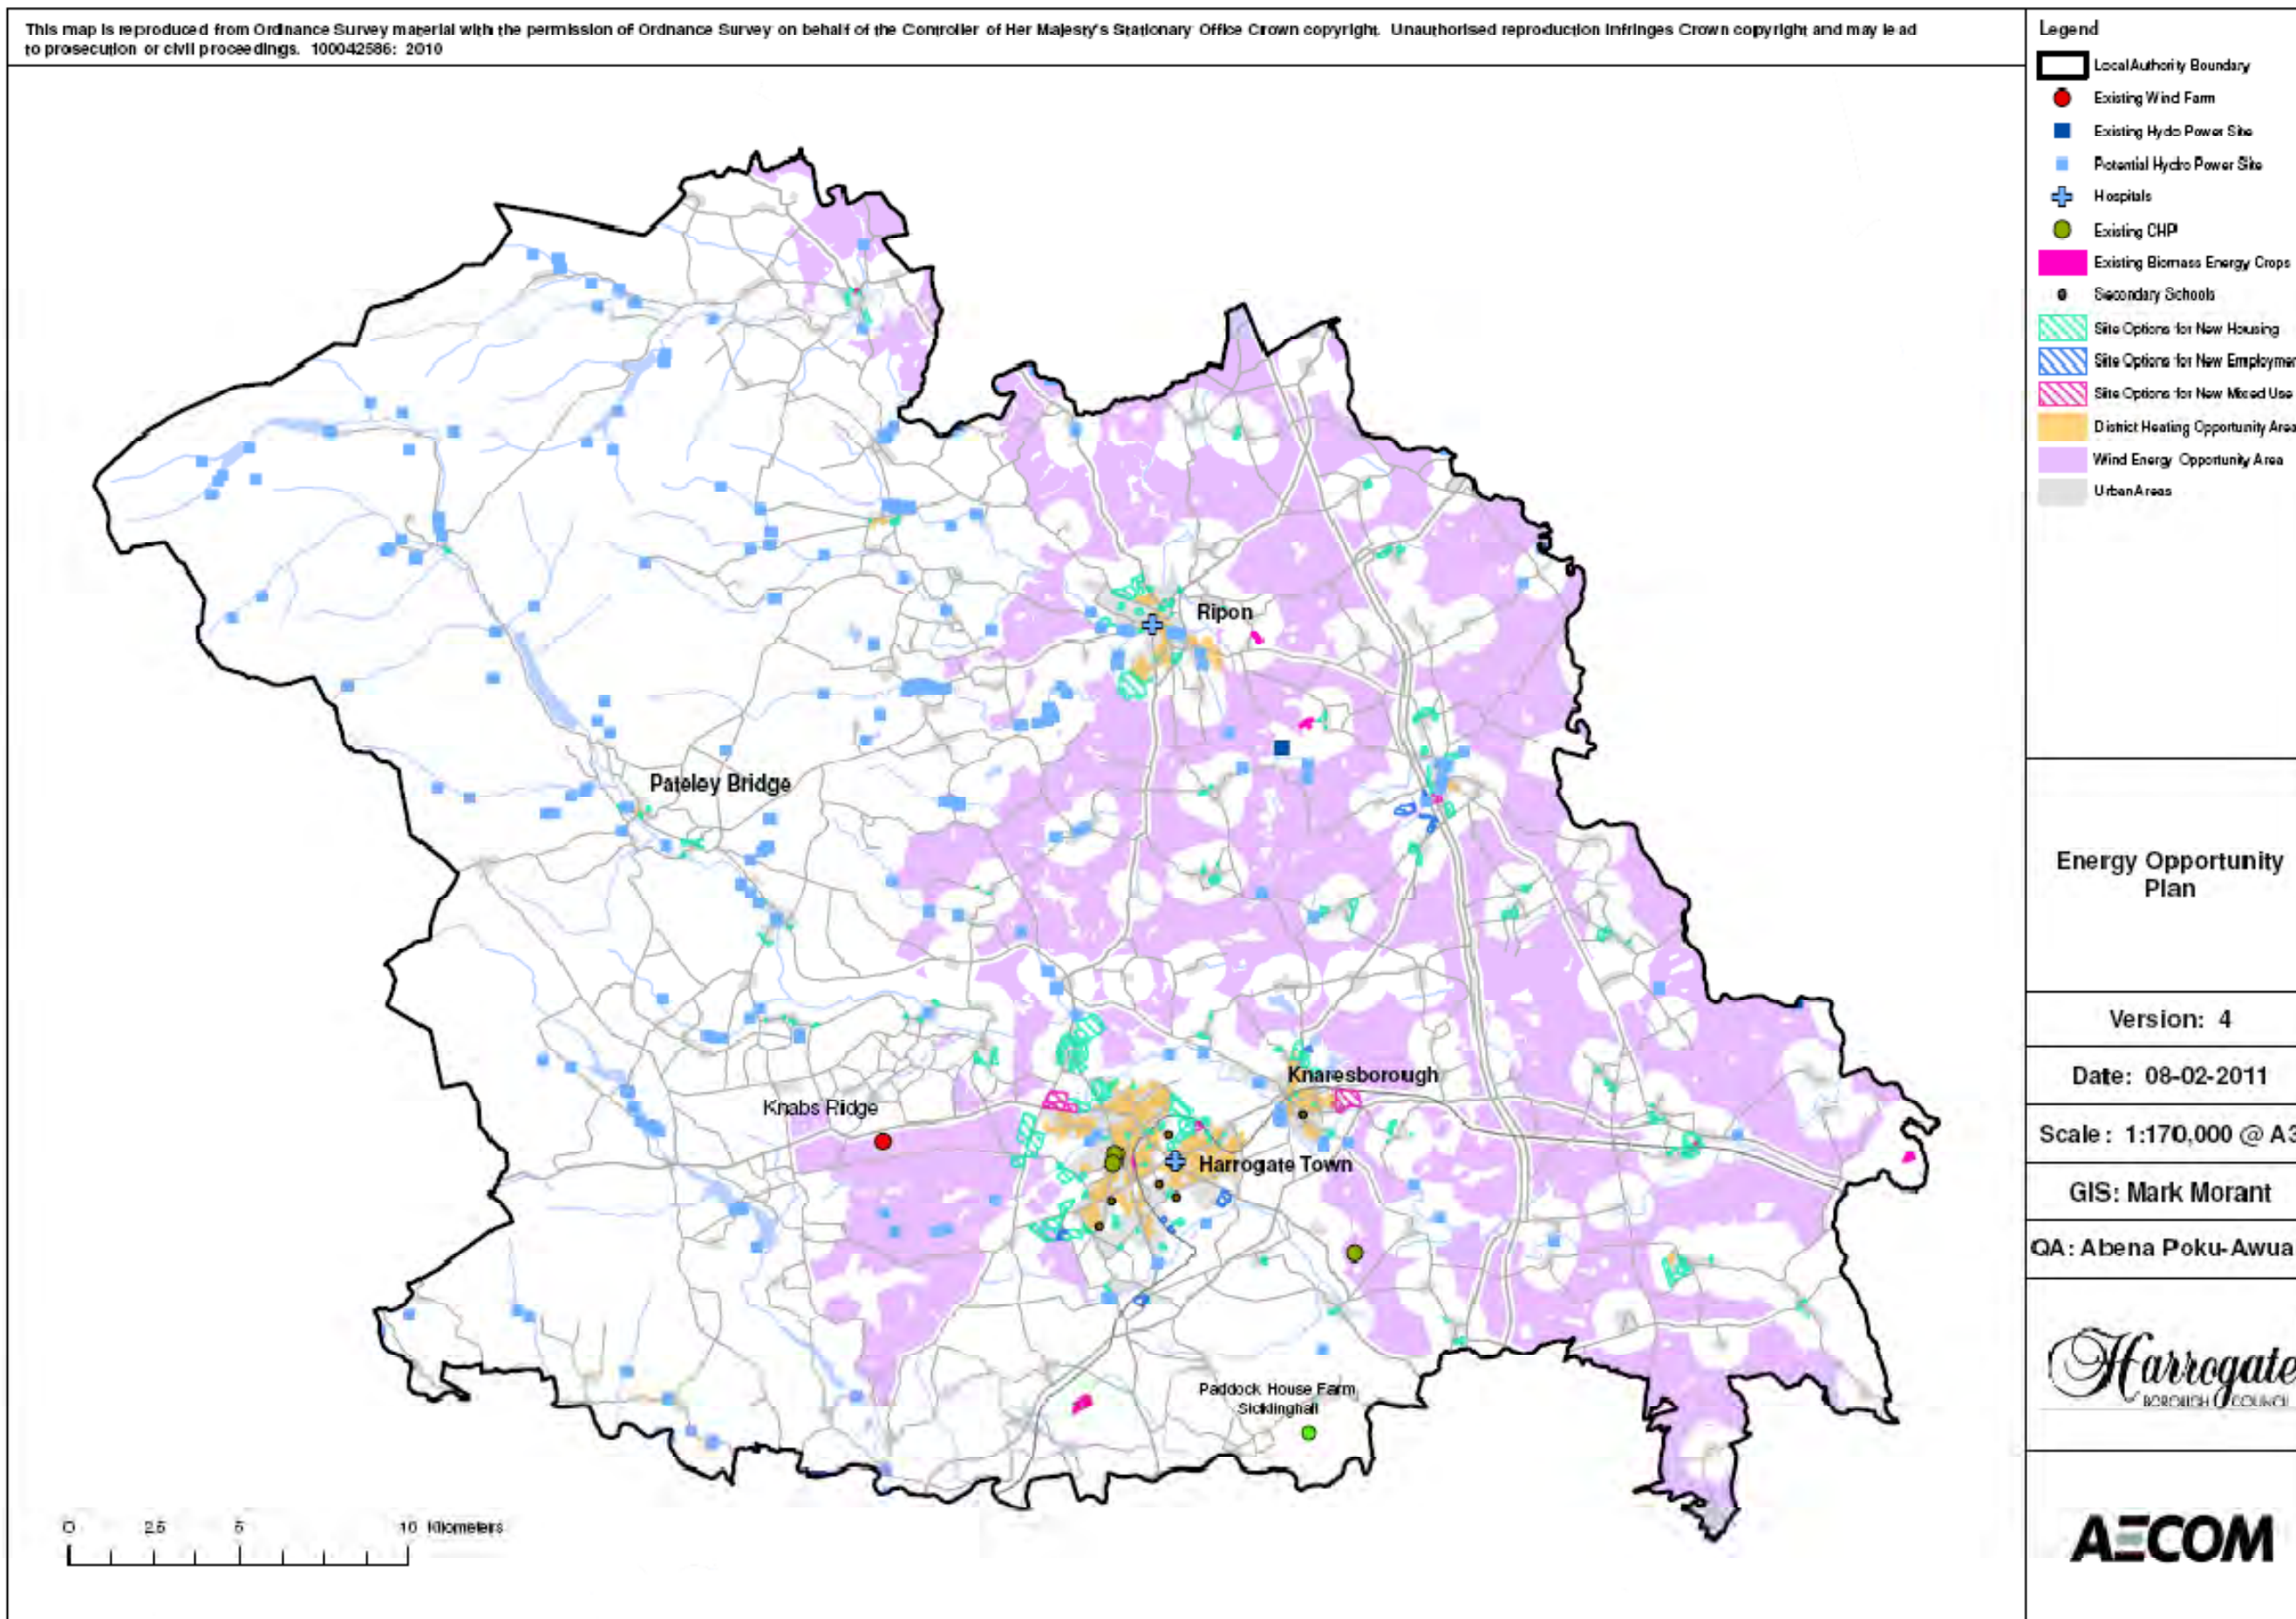 This map is reproduced from Ordnance Survey material with the permission of Ordnance Survey on behalf of the Controller of Her Majesty's Stationary Office Crown copyright. Unauthorised reproduction infringes Crown copyright and may lead
to prosecution or civil proceedings. 100042586: 2010
Legend
Local Authority Boundary
Existing Wind Farm
Existing Hydo Power Site
Potential Hydro Power Site
Hospitals
Existing CHP
Existing Biomass Energy Crops
Secondary Schools
Site Options for New Housing
Site Options for New Employmen
Site Options for New Mixed Use
District Heating Opportunity Area
Wind Energy Opportunity Area
Urban Areas
Ripon
Pateley Bridge
Knaresborough
Knabs Ridge
Harrogate Town
Paddock House Farm
Sicklinghall
0 2.5 5 10 Kilometers
Energy Opportunity
Plan
Version: 4
Date: 08-02-2011
Scale : 1:170,000 @ A3
GIS: Mark Morant
QA: Abena Poku-Awua
Harrogate
BOROUGH COUNCIL
AECOM